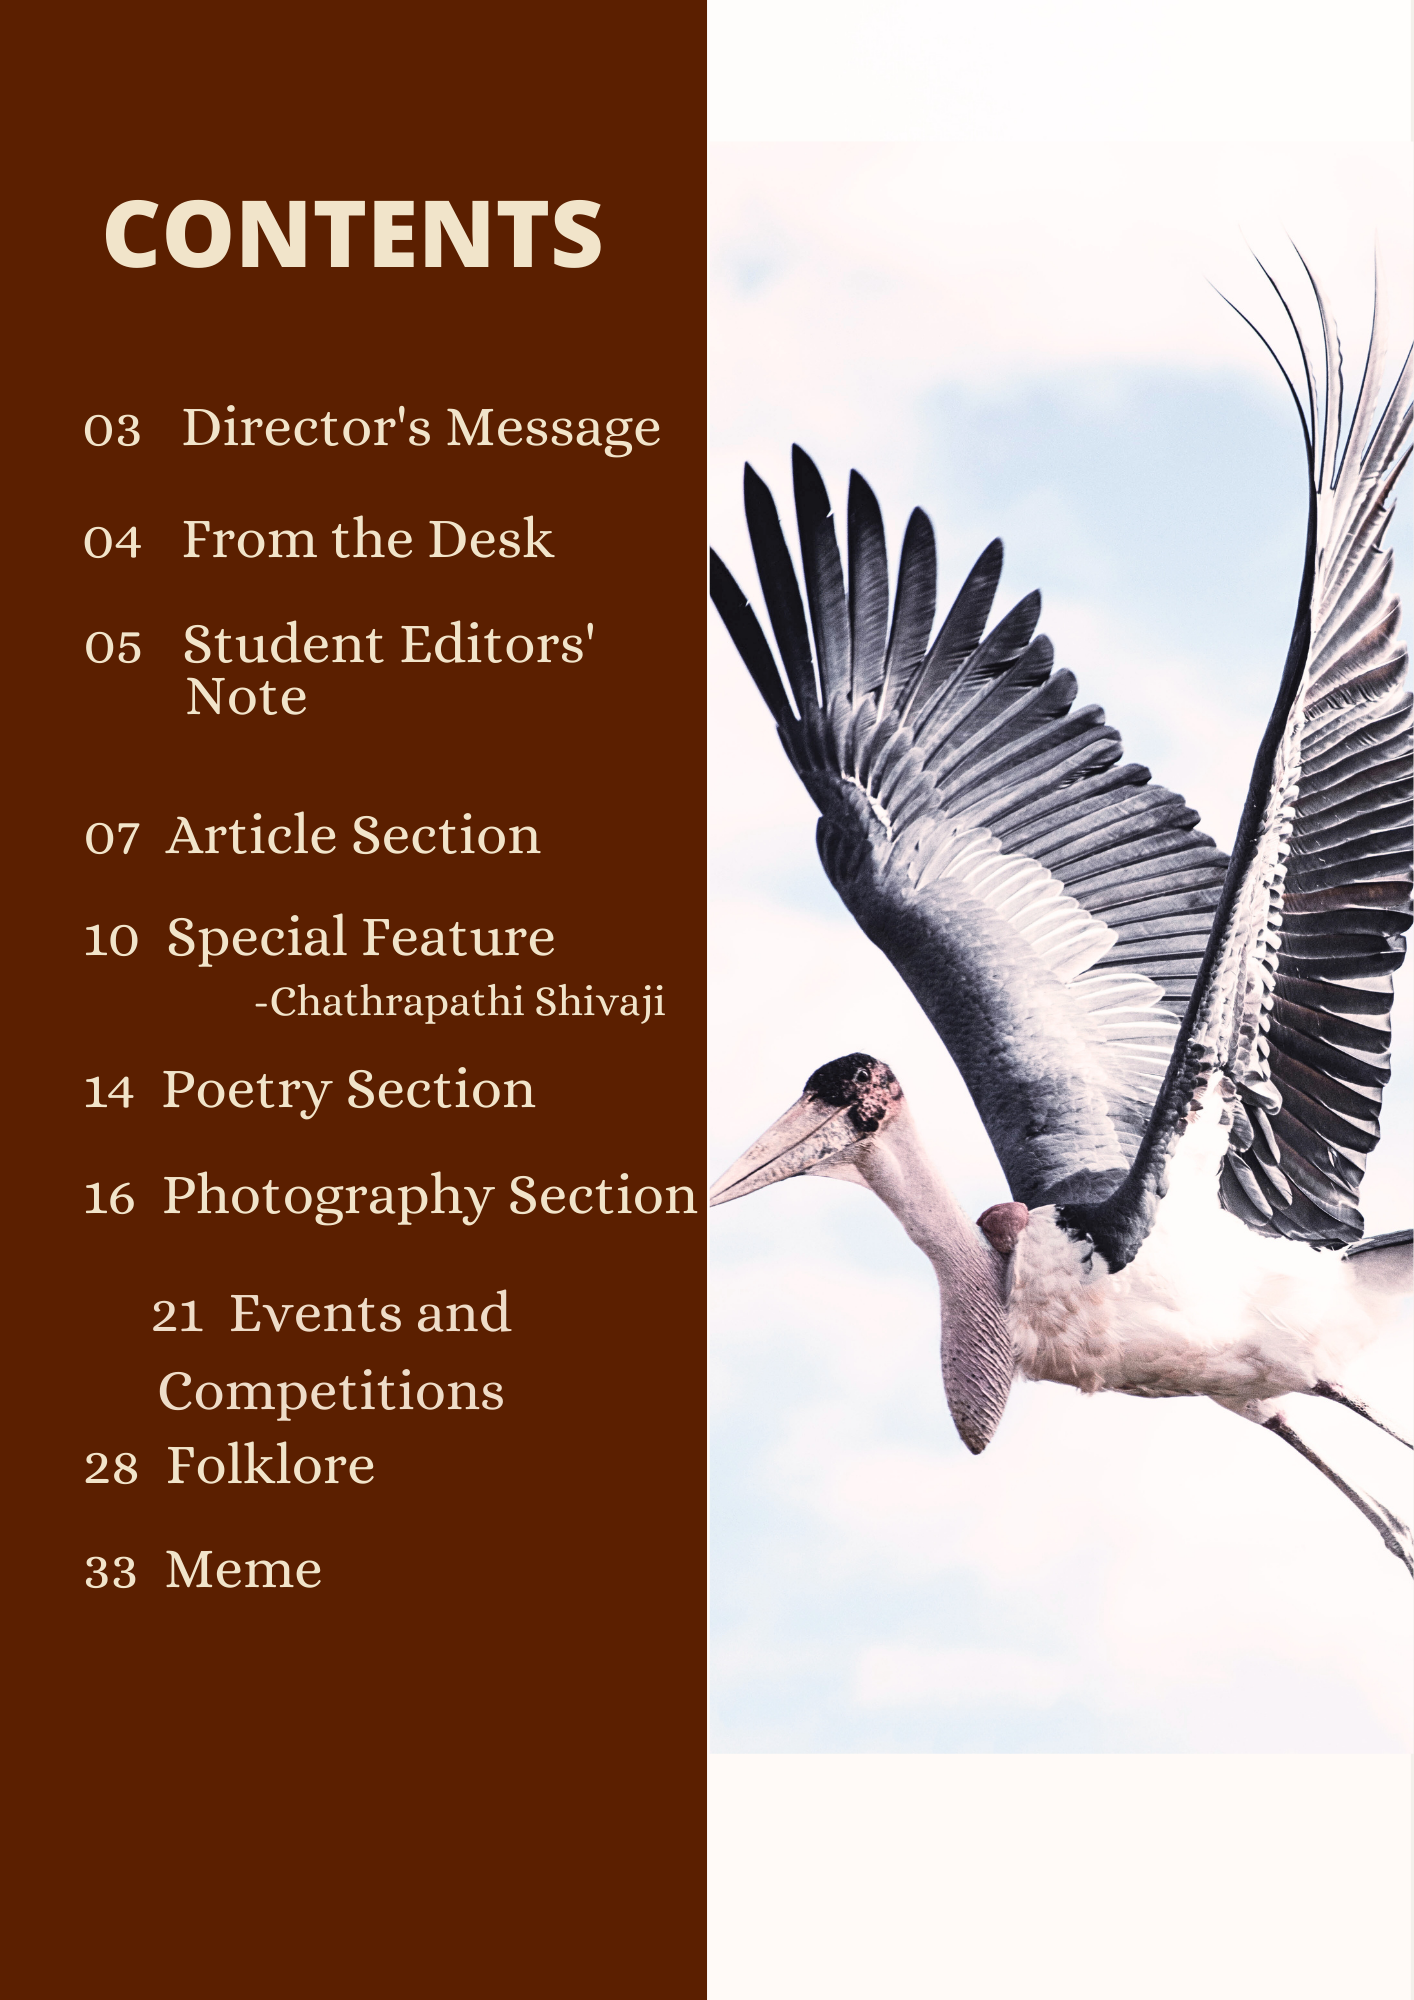 CONTENTS
03 Director's Message
04 From the Desk
05 Student Editors'
Note
07 Article Section
10 Special Feature
-Chathrapathi Shivaji
14 Poetry Section
16 Photography Section
21 Events and
Competitions
28 Folklore
33 Meme